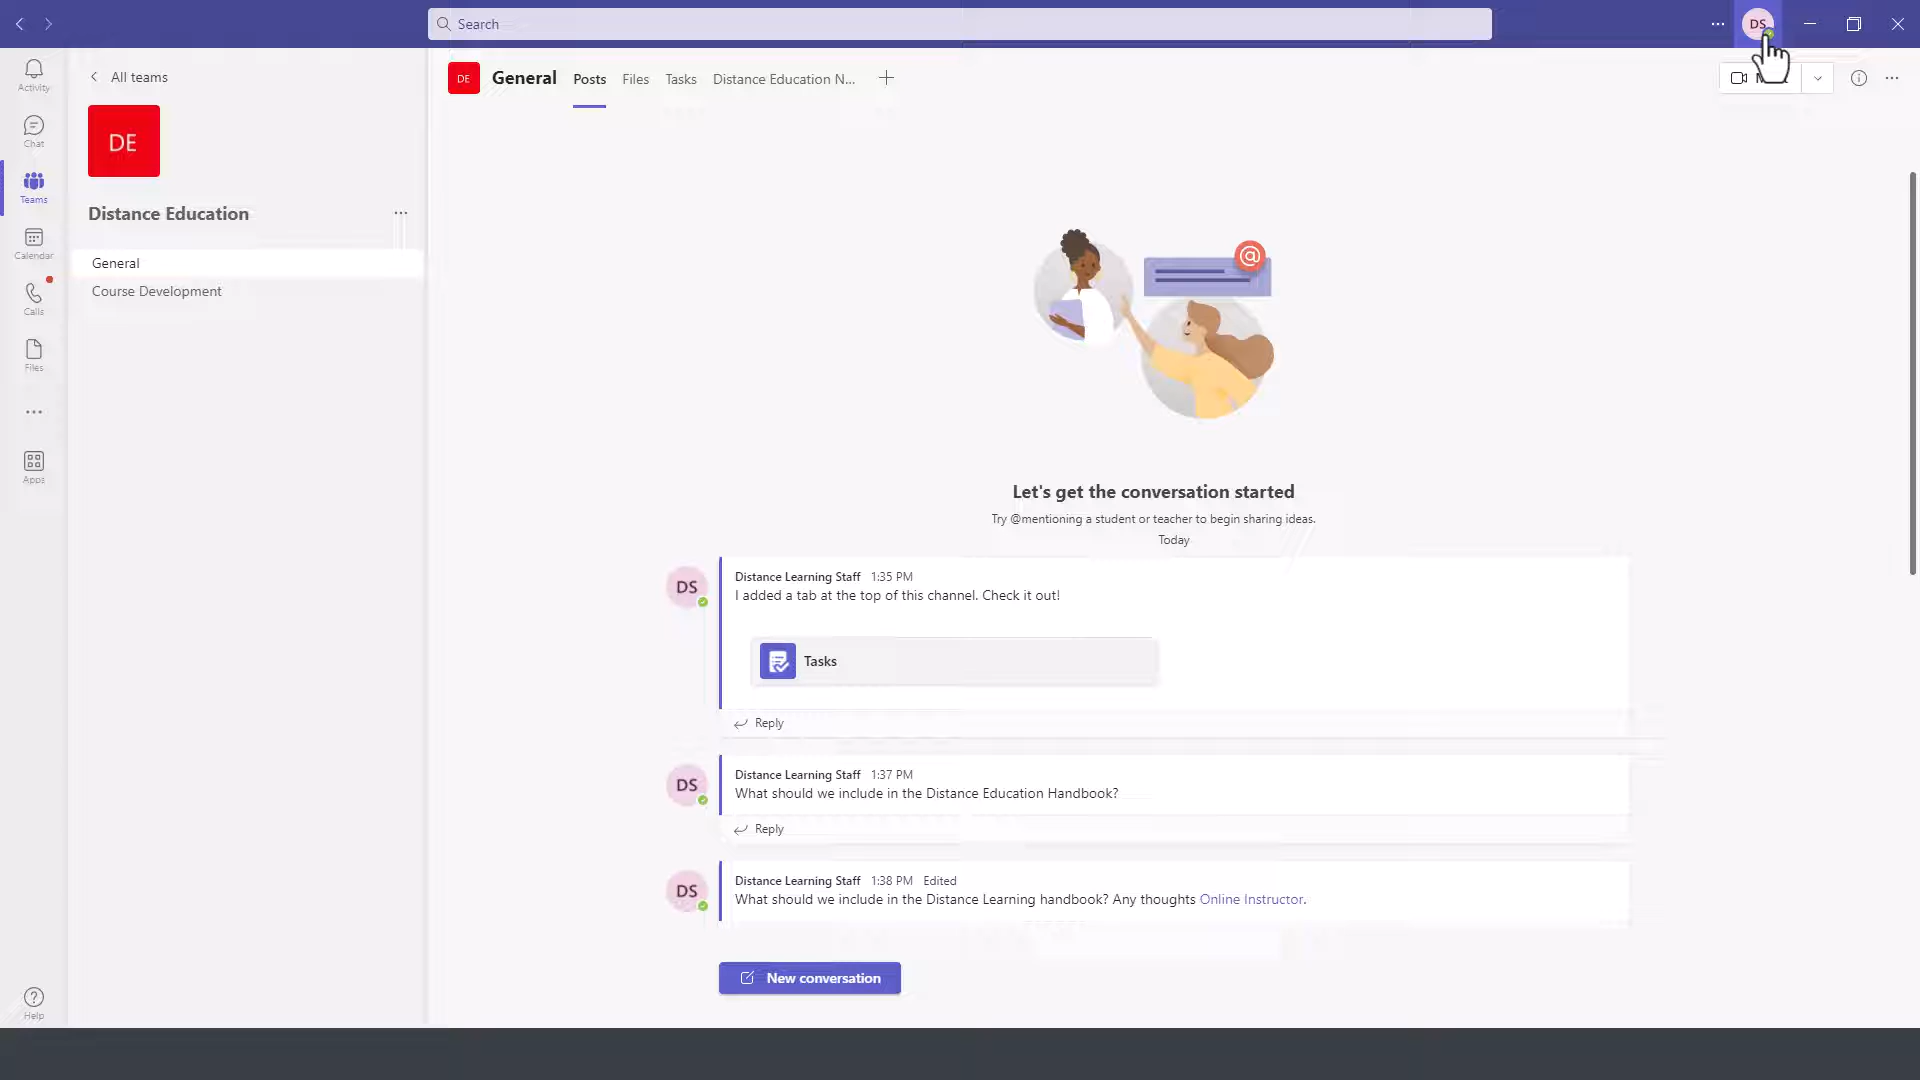 Search
DS
Activity
Chat
Teams
Calendar
Calls
Files
Apps
Help
All teams
DE
Distance Education
General
Course Development
DE
General
Posts
Files
Tasks
Distance Education N...
@
Let's get the conversation started
Try @mentioning a student or teacher to begin sharing ideas.
Today
DS
Distance Learning Staff 1:35 PM
I added a tab at the top of this channel. Check it out!
Tasks
Reply
DS
Distance Learning Staff 1:37 PM
What should we include in the Distance Education Handbook?
Reply
DS
Distance Learning Staff 1:38 PM Edited
What should we include in the Distance Learning handbook? Any thoughts Online Instructor.
New conversation